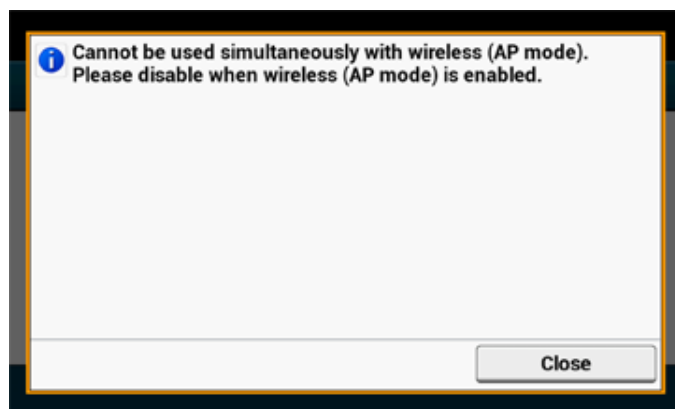 Cannot be used simultaneously with wireless (AP mode).
Please disable when wireless (AP mode) is enabled.
Close